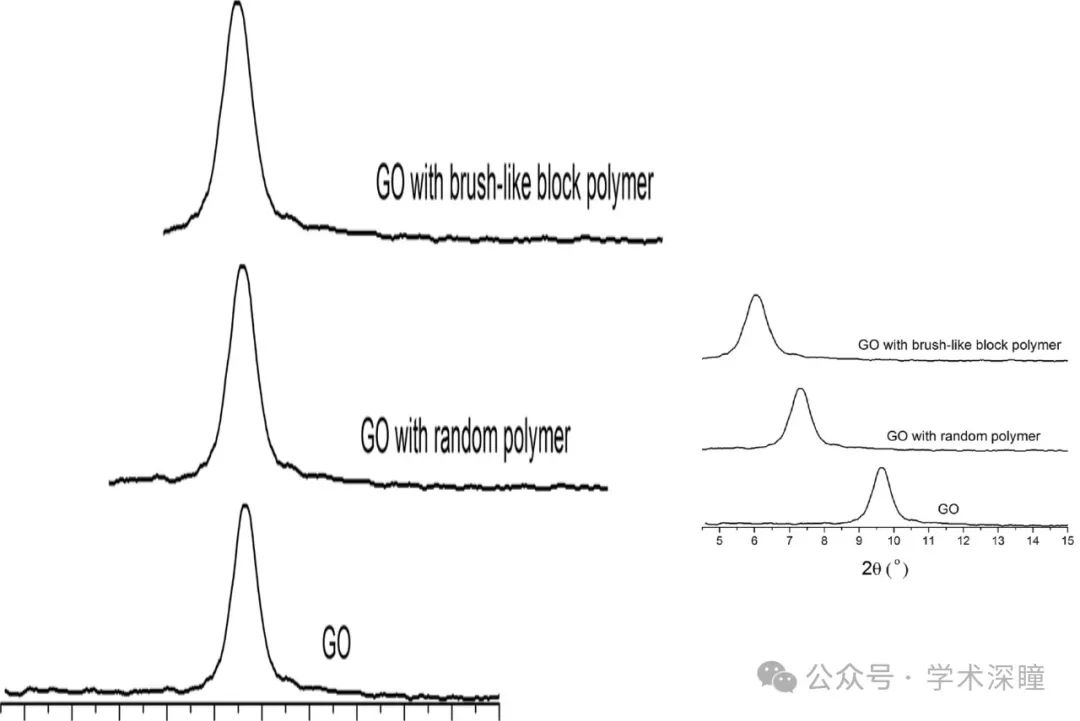 GO with brush-like block polymer
GO with random polymer
GO
GO with brush-like block polymer
GO with random polymer
GO
5 6 7 8 9 10 11 12 13 14 15
2θ (°)
公众号 · 学术深瞳